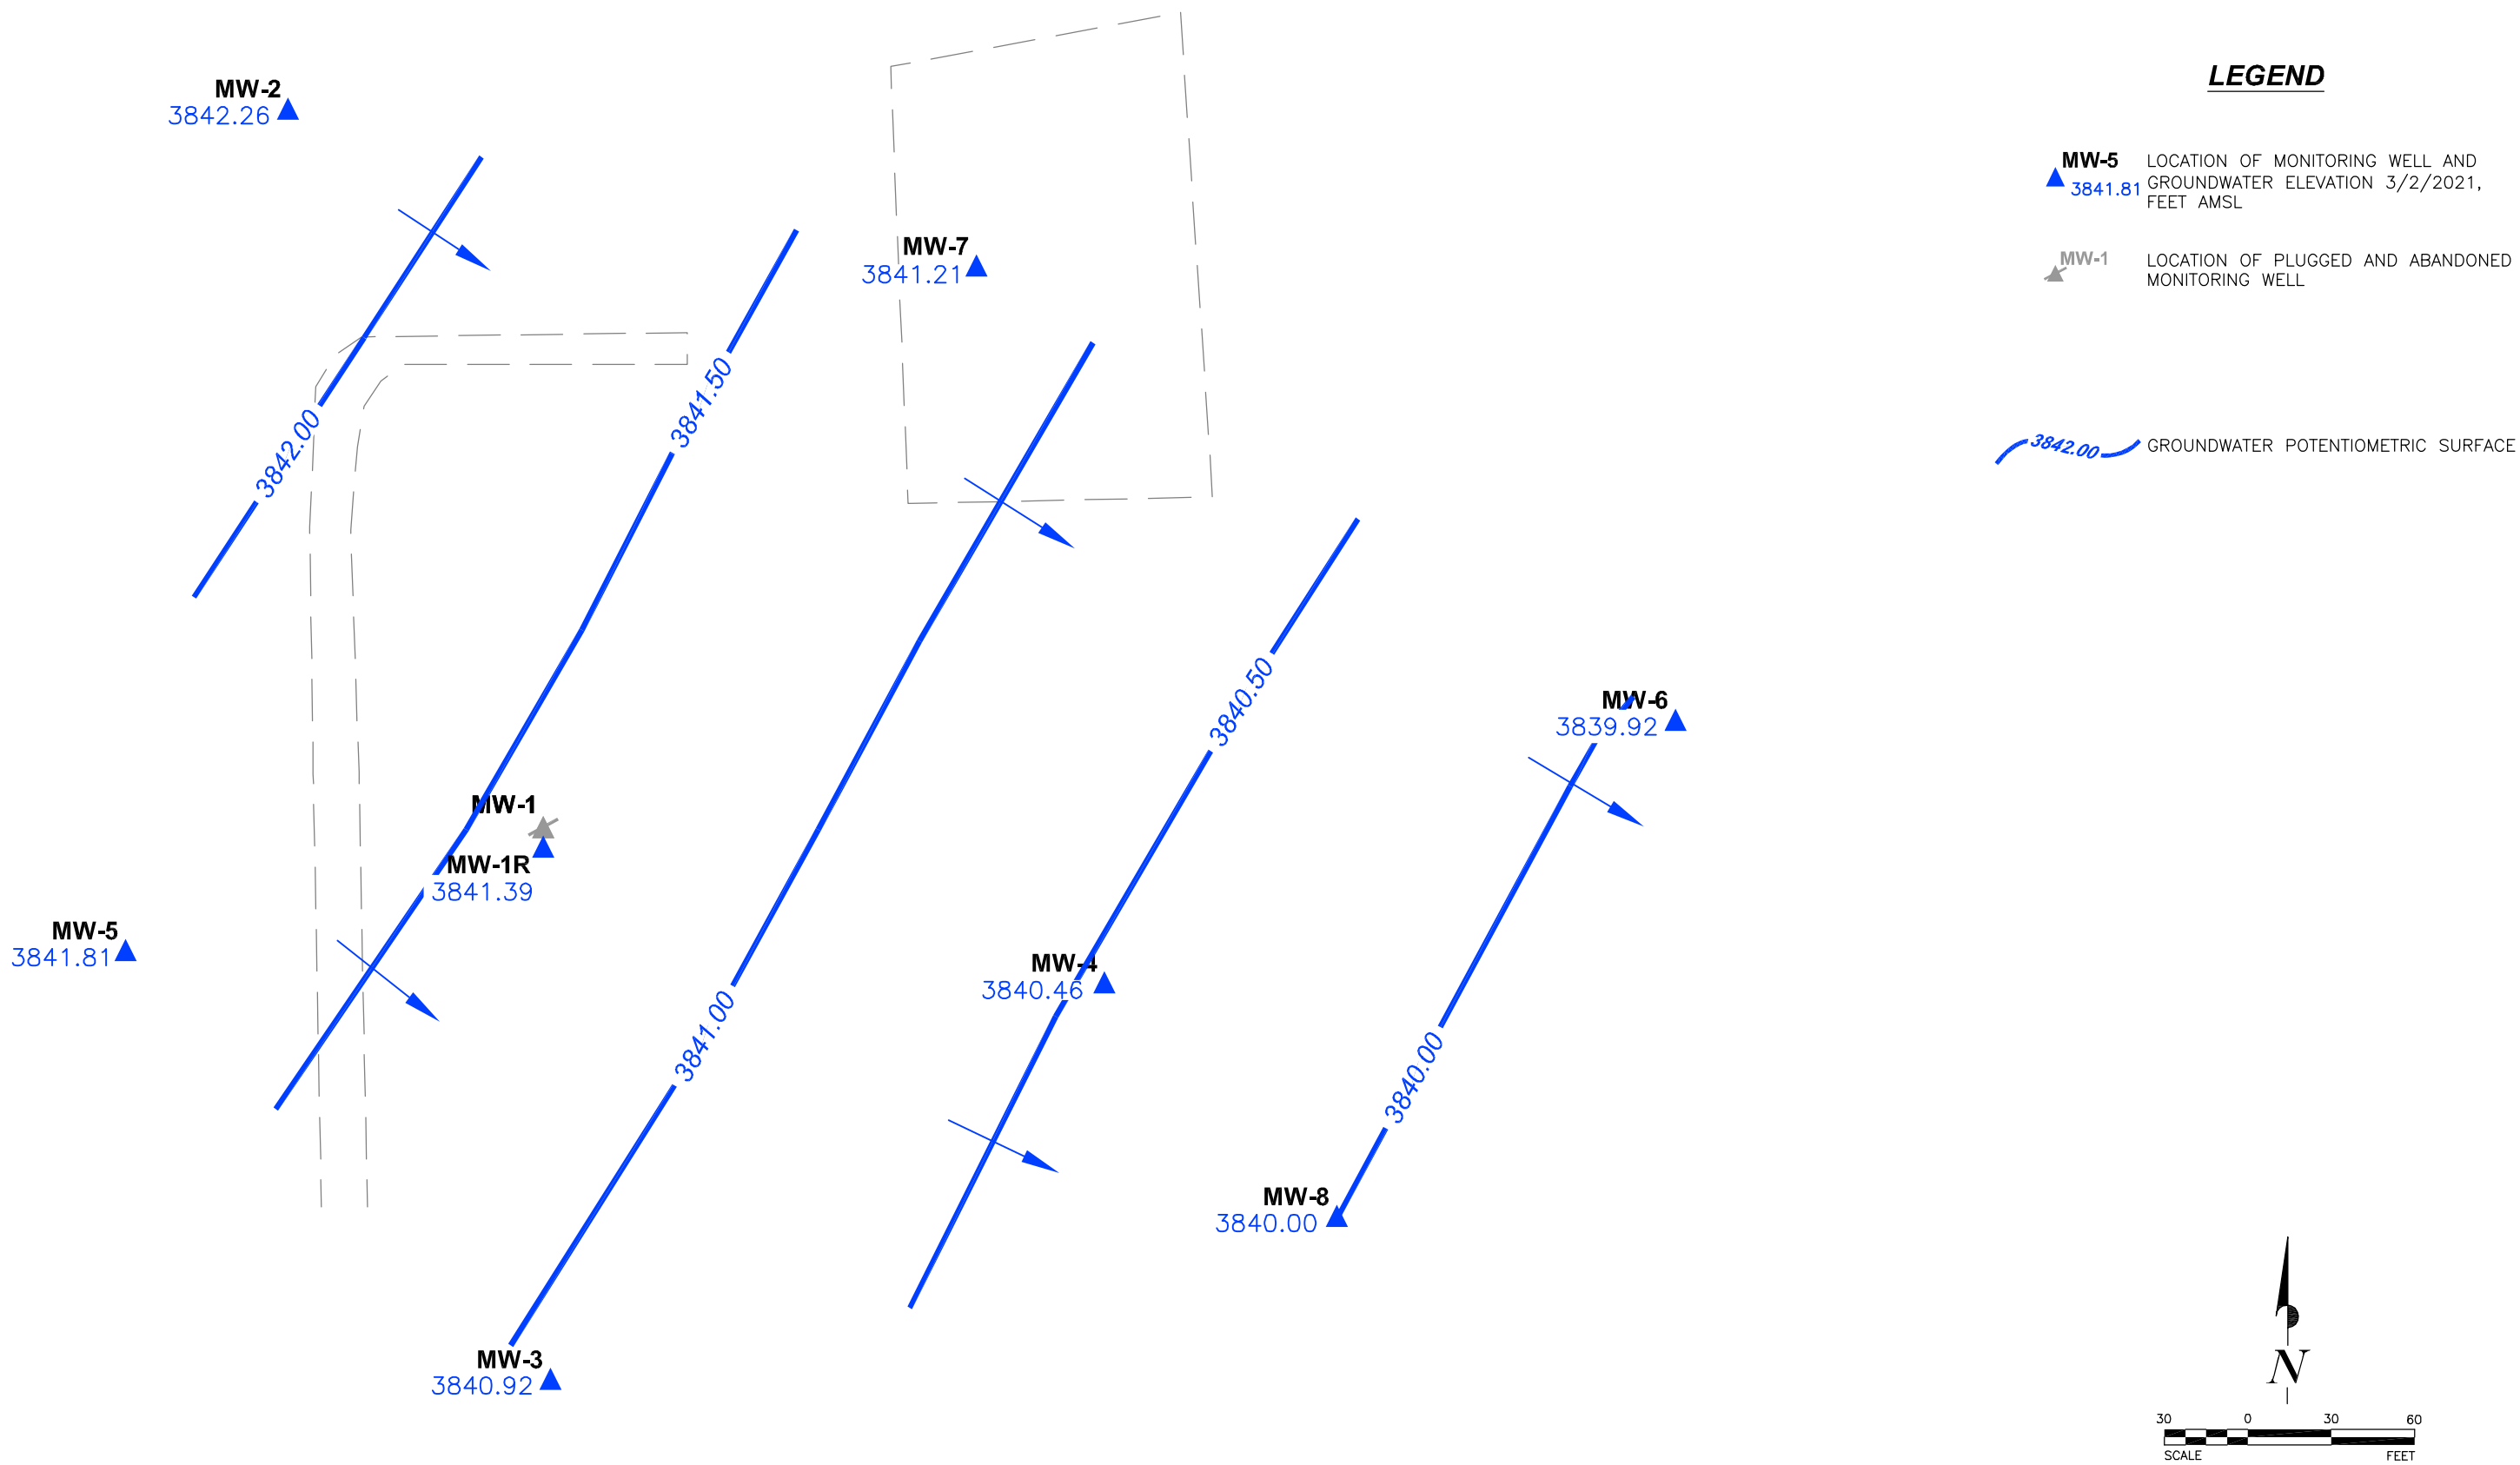 LEGEND
MW-2
3842.26
MW-5
3841.81
LOCATION OF MONITORING WELL AND
GROUNDWATER ELEVATION 3/2/2021,
FEET AMSL
MW-7
3841.21
MW-1
LOCATION OF PLUGGED AND ABANDONED
MONITORING WELL
3841.50
3842.00
3842.00
GROUNDWATER POTENTIOMETRIC SURFACE
3840.50
MW-6
3839.92
MW-1
MW-1R
3841.39
MW-5
3841.81
MW-4
3840.46
3841.00
3840.00
MW-8
3840.00
MW-3
3840.92
N
30 0 30 60
SCALE FEET